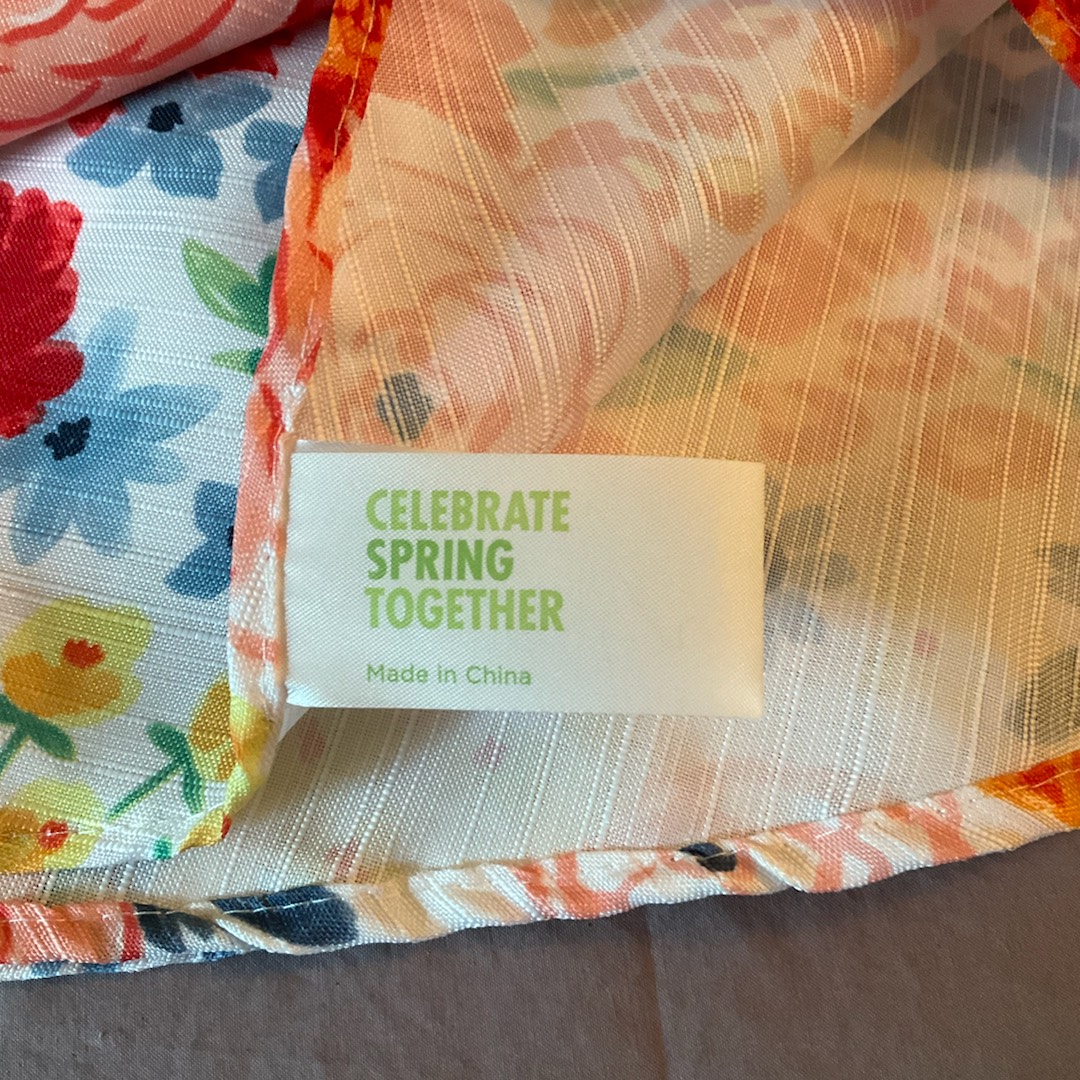 CELEBRATE
SPRING
TOGETHER
Made in China